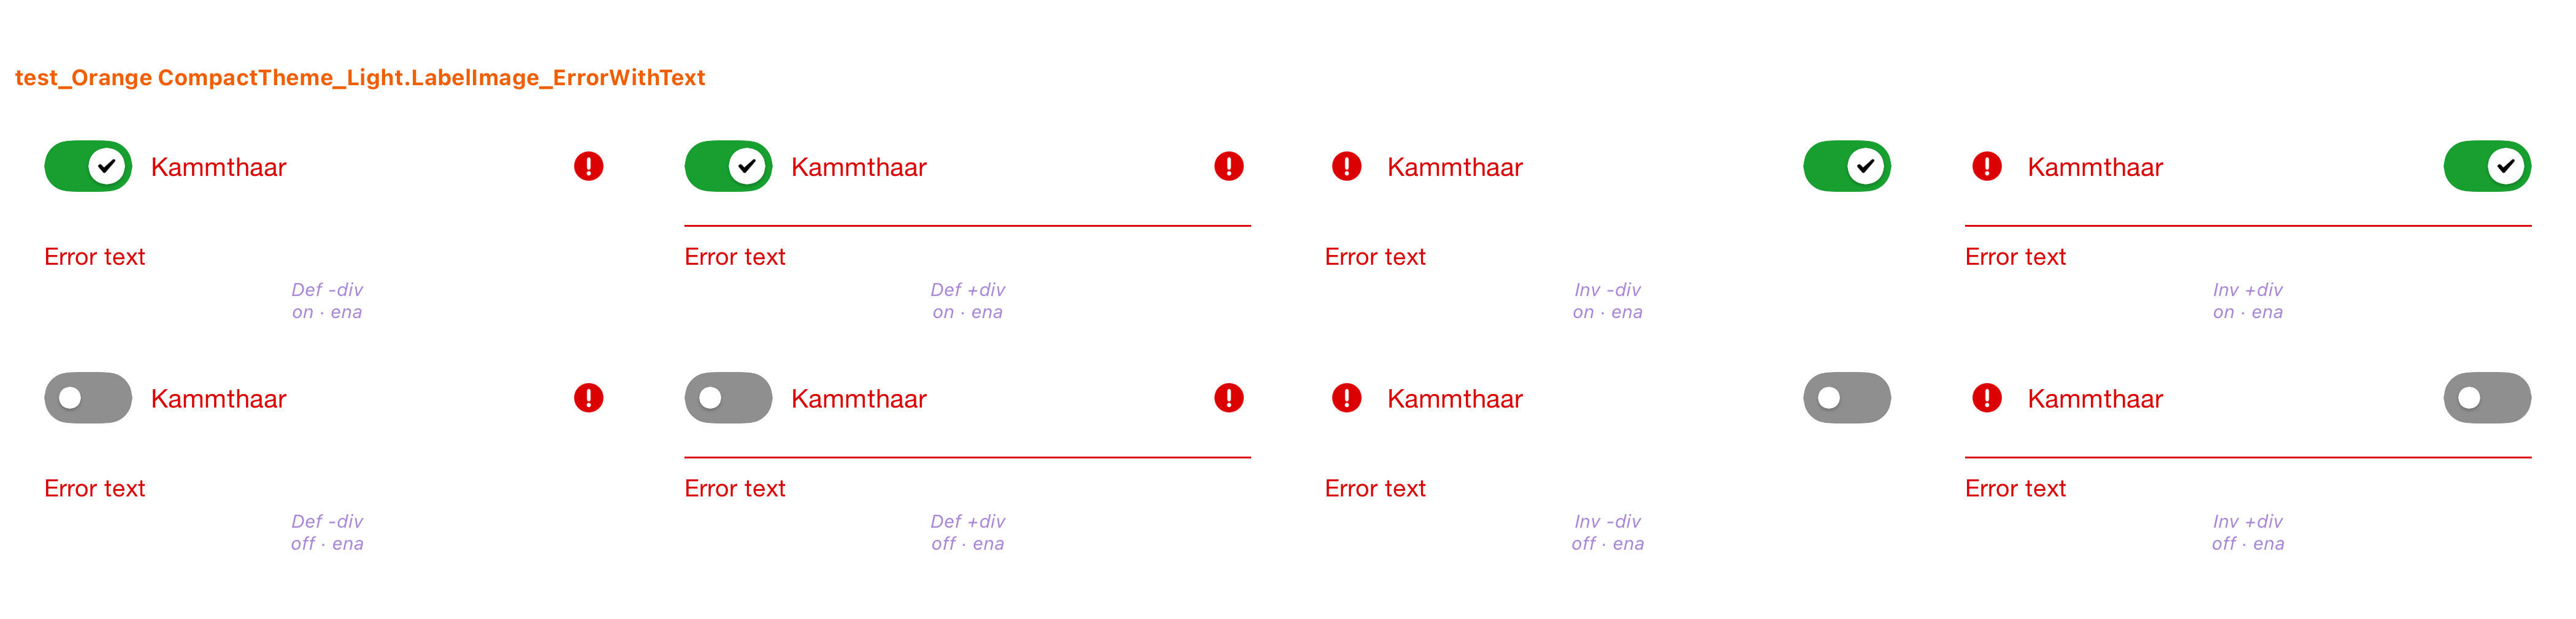 test_Orange CompactTheme_Light.LabelImage_ErrorWithText
Kammthaar
Kammthaar
Kammthaar
Kammthaar
Error text
Error text
Error text
Error text
Def -div
on · ena
Def +div
on · ena
Inv -div
on · ena
Inv +div
on · ena
Kammthaar
Kammthaar
Kammthaar
Kammthaar
Error text
Error text
Error text
Error text
Def -div
off · ena
Def +div
off · ena
Inv -div
off · ena
Inv +div
off · ena